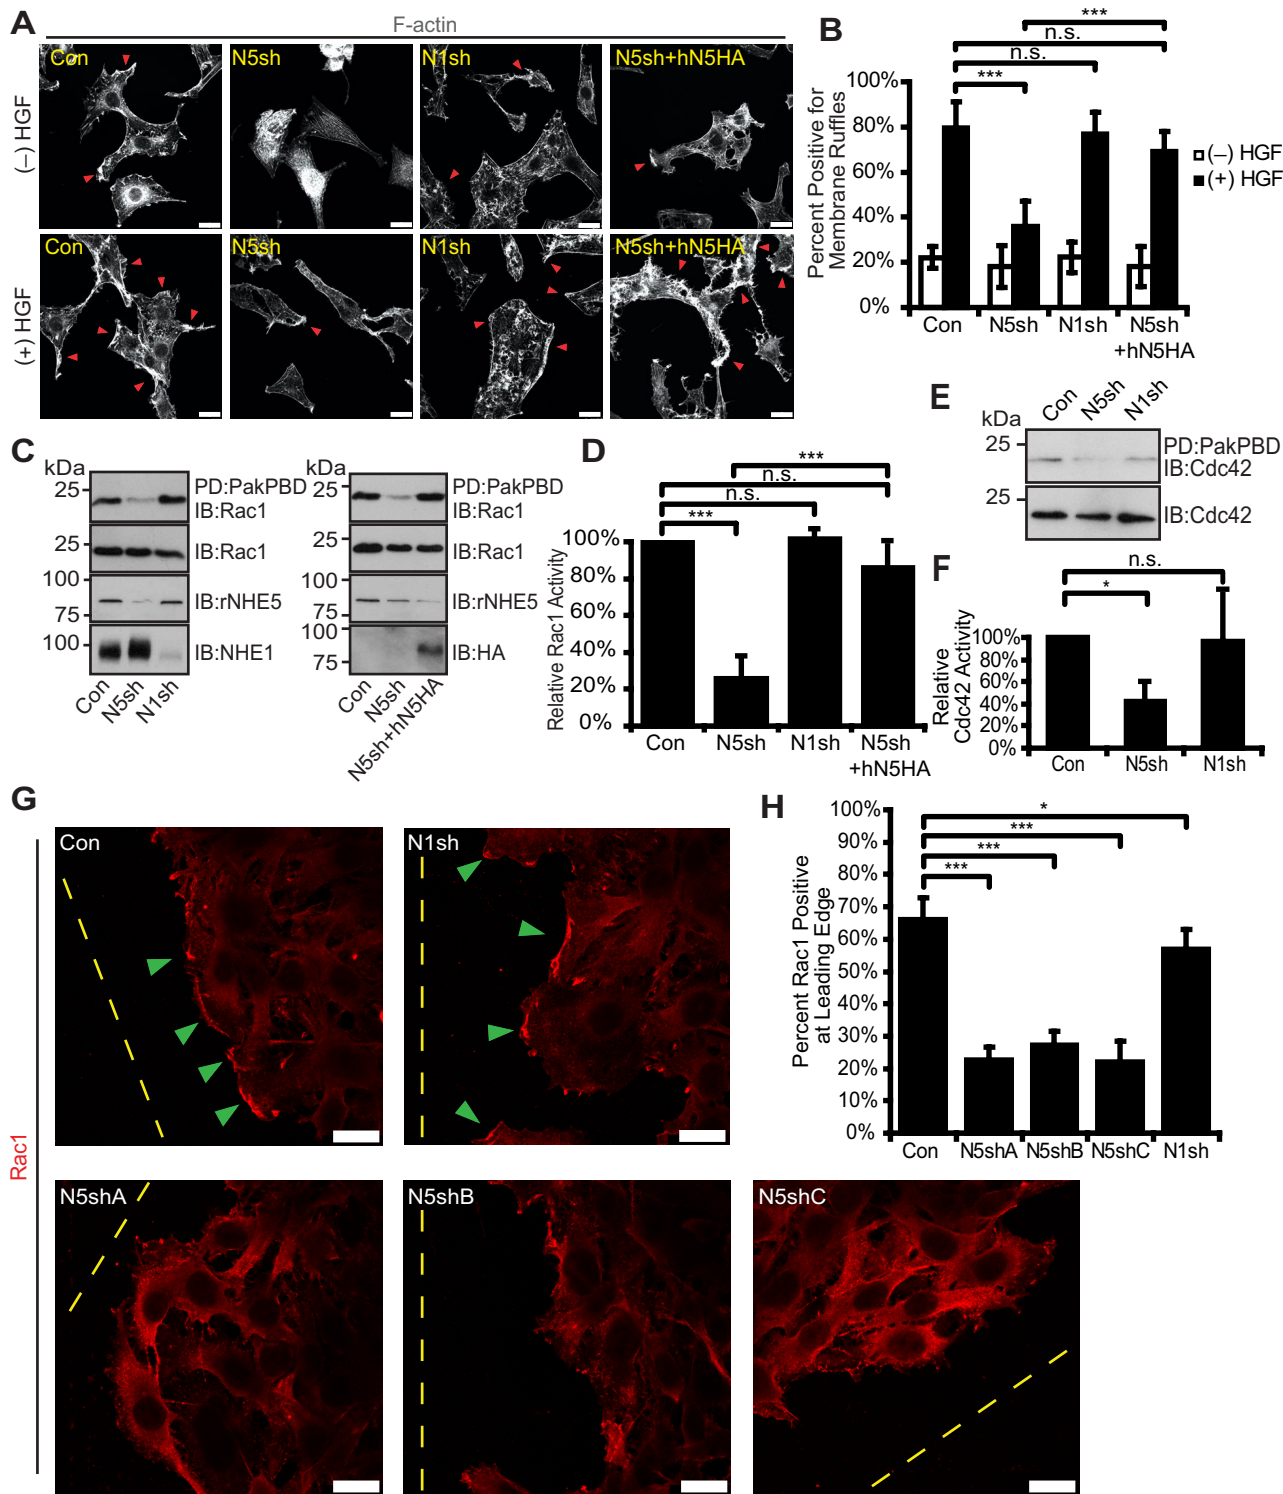 A
F-actin
(–) HGF
Con
N5sh
N1sh
N5sh+hN5HA
(+) HGF
Con
N5sh
N1sh
N5sh+hN5HA
B
***
n.s.
n.s.
***
Percent Positive for
Membrane Ruffles
100%
80%
60%
40%
20%
0%
Con
N5sh
N1sh
N5sh
+hN5HA
(–) HGF
(+) HGF
C
kDa
25
PD:PakPBD
IB:Rac1
25
IB:Rac1
100
75
IB:rNHE5
100
IB:NHE1
Con
N5sh
N1sh
kDa
25
PD:PakPBD
IB:Rac1
25
IB:Rac1
100
75
IB:rNHE5
100
75
IB:HA
Con
N5sh
N5sh+hN5HA
D
***
n.s.
n.s.
***
Relative Rac1 Activity
100%
80%
60%
40%
20%
0%
Con
N5sh
N1sh
N5sh
+hN5HA
E
kDa
Con
N5sh
N1sh
25
PD:PakPBD
IB:Cdc42
25
IB:Cdc42
F
n.s.
*
Relative
Cdc42 Activity
100%
80%
60%
40%
20%
0%
Con
N5sh
N1sh
G
Rac1
Con
N1sh
N5shA
N5shB
N5shC
H
*
***
***
***
Percent Rac1 Positive
at Leading Edge
100%
90%
80%
70%
60%
50%
40%
30%
20%
10%
0%
Con
N5shA
N5shB
N5shC
N1sh